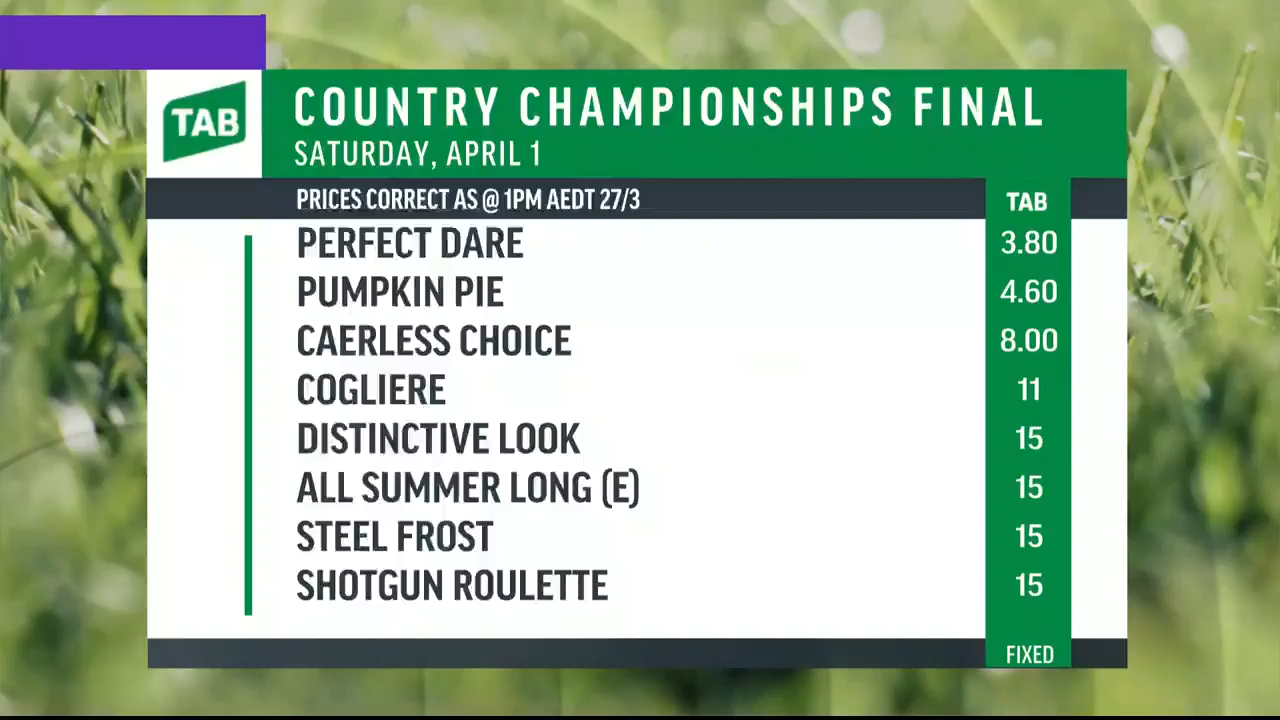 TAB
COUNTRY CHAMPIONSHIPS FINAL
SATURDAY, APRIL 1
PRICES CORRECT AS @ 1PM AEDT 27/3 TAB
PERFECT DARE 3.80
PUMPKIN PIE 4.60
CAERLESS CHOICE 8.00
COGLIERE 11
DISTINCTIVE LOOK 15
ALL SUMMER LONG (E) 15
STEEL FROST 15
SHOTGUN ROULETTE 15
FIXED